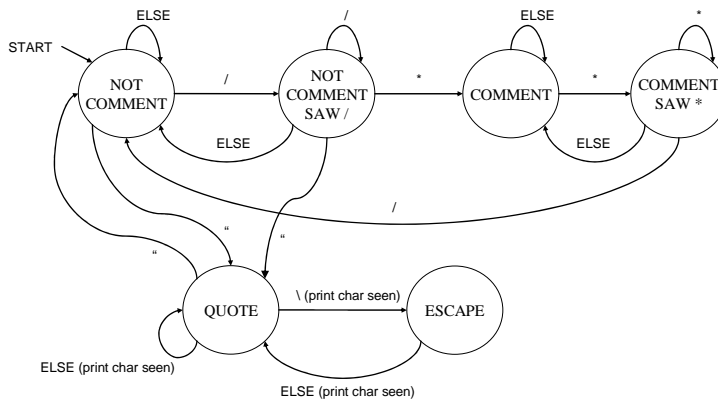 ELSE
/
ELSE
*
START
NOT
COMMENT
/
NOT
COMMENT
SAW /
*
COMMENT
*
COMMENT
SAW *
ELSE
ELSE
/
“
“
“
QUOTE
\ (print char seen)
ESCAPE
ELSE (print char seen)
ELSE (print char seen)